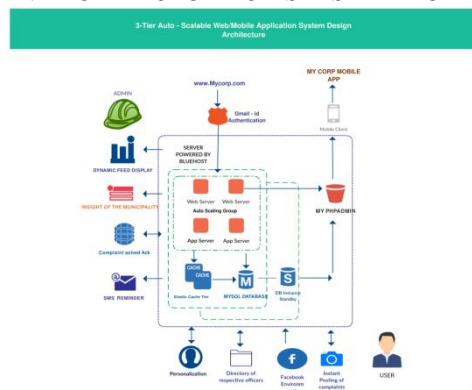 3-Tier Auto - Scalable Web/Mobile Application System Design
Architecture
MY CORP MOBILE
APP
www.Mycorp.com
ADMIN
Gmail - id
Authentication
Mobile Client
SERVER
POWERED BY
BLUEHOST
DYNAMIC FEED DISPLAY
Web Server
Web Server
INSIGHT OF THE MUNICIPALITY
Auto Scaling Group
MY PHPADMIN
App Server
App Server
Complaint solved Ack
CACHE
CACHE
M
S
Elastic Cache Tier
MYSQL DATABASE
DB Instance
Standby
SMS REMINDER
Personalization
Directory of
respective officers
f
Facebook
Environm
Instant
Posting of
complaints
USER